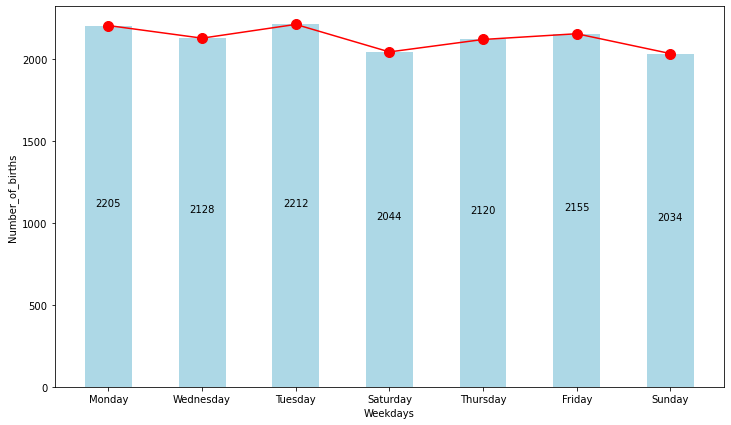 Number_of_births
2000
1500
1000
500
0
2205
2128
2212
2044
2120
2155
2034
Monday
Wednesday
Tuesday
Saturday
Thursday
Friday
Sunday
Weekdays